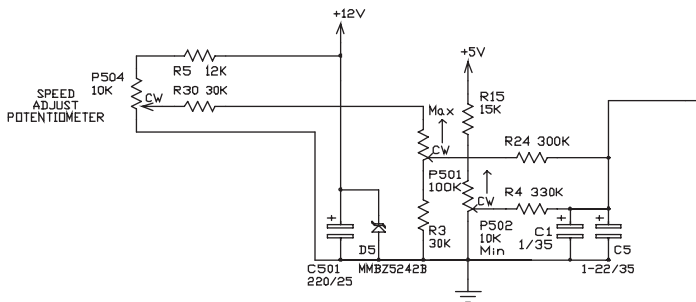 +12V
+5V
R5 12K
P504
10K
CW
R30 30K
SPEED
ADJUST
POTENTIOMETER
Max
R15
15K
CW
R24 300K
P501
100K
R4 330K
CW
P502
10K
Min
R3
30K
C1
1/35
C5
1-22/35
D5
MMBZ5242B
C501
220/25
+
+
+